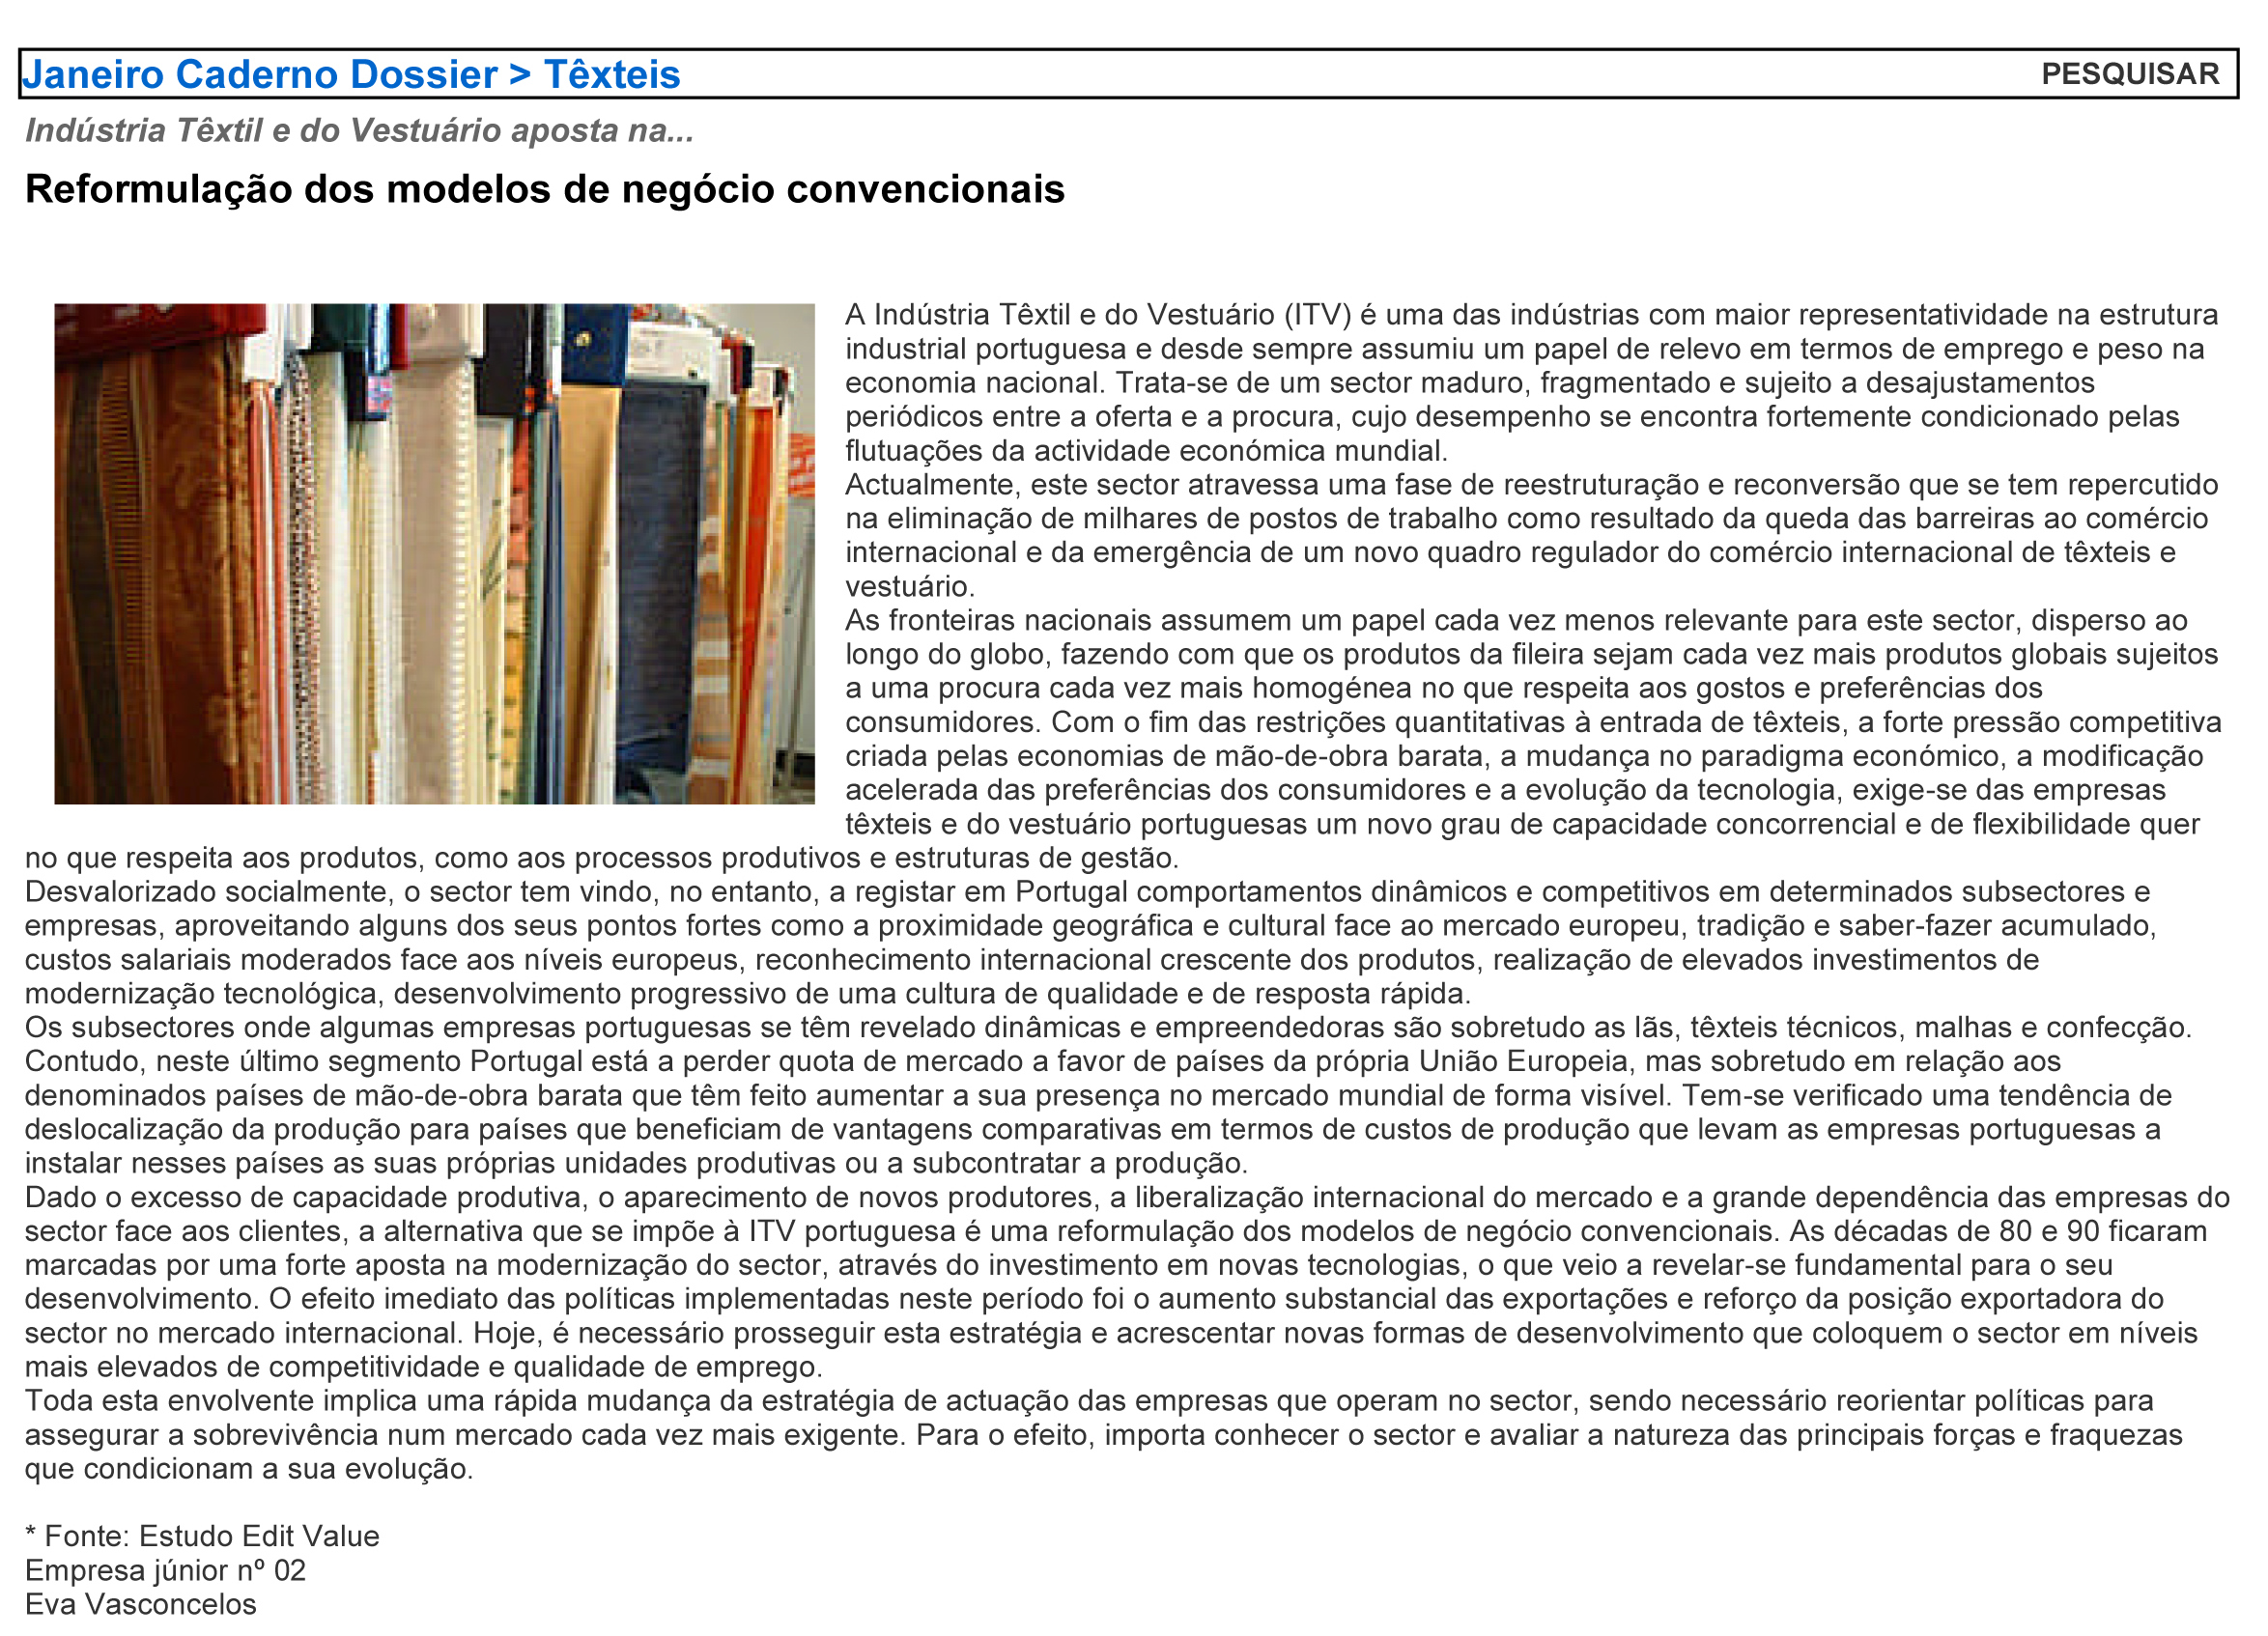 Janeiro Caderno Dossier > Têxteis
PESQUISAR
Indústria Têxtil e do Vestuário aposta na...
Reformulação dos modelos de negócio convencionais
A Indústria Têxtil e do Vestuário (ITV) é uma das indústrias com maior representatividade na estrutura
industrial portuguesa e desde sempre assumiu um papel de relevo em termos de emprego e peso na
economia nacional. Trata-se de um sector maduro, fragmentado e sujeito a desajustamentos
periódicos entre a oferta e a procura, cujo desempenho se encontra fortemente condicionado pelas
flutuações da actividade económica mundial.
Actualmente, este sector atravessa uma fase de reestruturação e reconversão que se tem repercutido
na eliminação de milhares de postos de trabalho como resultado da queda das barreiras ao comércio
internacional e da emergência de um novo quadro regulador do comércio internacional de têxteis e
vestuário.
As fronteiras nacionais assumem um papel cada vez menos relevante para este sector, disperso ao
longo do globo, fazendo com que os produtos da fileira sejam cada vez mais produtos globais sujeitos
a uma procura cada vez mais homogénea no que respeita aos gostos e preferências dos
consumidores. Com o fim das restrições quantitativas à entrada de têxteis, a forte pressão competitiva
criada pelas economias de mão-de-obra barata, a mudança no paradigma económico, a modificação
acelerada das preferências dos consumidores e a evolução da tecnologia, exige-se das empresas
têxteis e do vestuário portuguesas um novo grau de capacidade concorrencial e de flexibilidade quer
no que respeita aos produtos, como aos processos produtivos e estruturas de gestão.
Desvalorizado socialmente, o sector tem vindo, no entanto, a registar em Portugal comportamentos dinâmicos e competitivos em determinados subsectores e
empresas, aproveitando alguns dos seus pontos fortes como a proximidade geográfica e cultural face ao mercado europeu, tradição e saber-fazer acumulado,
custos salariais moderados face aos níveis europeus, reconhecimento internacional crescente dos produtos, realização de elevados investimentos de
modernização tecnológica, desenvolvimento progressivo de uma cultura de qualidade e de resposta rápida.
Os subsectores onde algumas empresas portuguesas se têm revelado dinâmicas e empreendedoras são sobretudo as lãs, têxteis técnicos, malhas e confecção.
Contudo, neste último segmento Portugal está a perder quota de mercado a favor de países da própria União Europeia, mas sobretudo em relação aos
denominados países de mão-de-obra barata que têm feito aumentar a sua presença no mercado mundial de forma visível. Tem-se verificado uma tendência de
deslocalização da produção para países que beneficiam de vantagens comparativas em termos de custos de produção que levam as empresas portuguesas a
instalar nesses países as suas próprias unidades produtivas ou a subcontratar a produção.
Dado o excesso de capacidade produtiva, o aparecimento de novos produtores, a liberalização internacional do mercado e a grande dependência das empresas do
sector face aos clientes, a alternativa que se impõe à ITV portuguesa é uma reformulação dos modelos de negócio convencionais. As décadas de 80 e 90 ficaram
marcadas por uma forte aposta na modernização do sector, através do investimento em novas tecnologias, o que veio a revelar-se fundamental para o seu
desenvolvimento. O efeito imediato das políticas implementadas neste período foi o aumento substancial das exportações e reforço da posição exportadora do
sector no mercado internacional. Hoje, é necessário prosseguir esta estratégia e acrescentar novas formas de desenvolvimento que coloquem o sector em níveis
mais elevados de competitividade e qualidade de emprego.
Toda esta envolvente implica uma rápida mudança da estratégia de actuação das empresas que operam no sector, sendo necessário reorientar políticas para
assegurar a sobrevivência num mercado cada vez mais exigente. Para o efeito, importa conhecer o sector e avaliar a natureza das principais forças e fraquezas
que condicionam a sua evolução.
* Fonte: Estudo Edit Value
Empresa júnior nº 02
Eva Vasconcelos